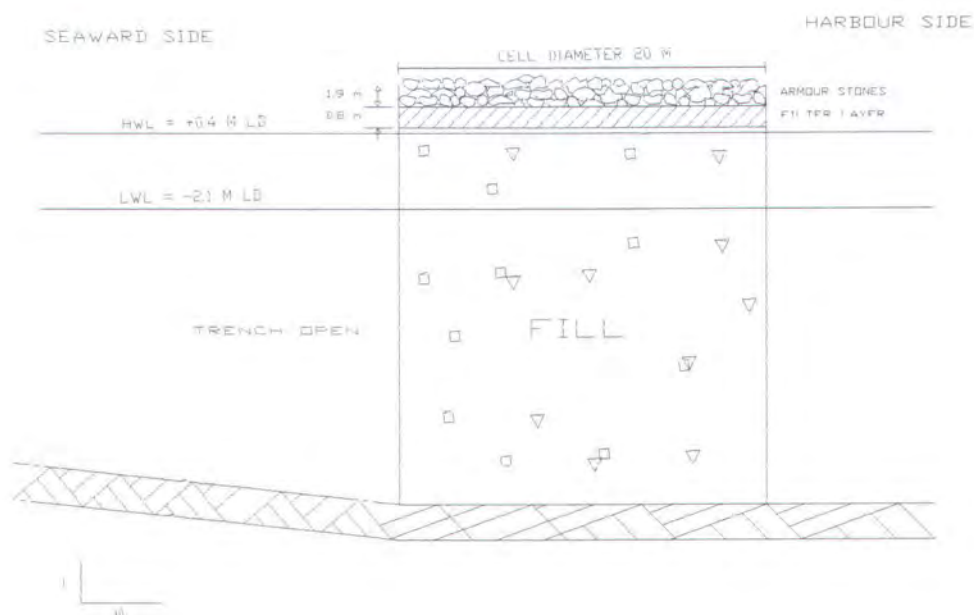 HARBOUR SIDE
SEAWARD SIDE
CELL DIAMETER 20 M
1.9 m
ARMOUR STONES
0.8 m
FILTER LAYER
HWL = +0.4 M LD
LWL = -2.1 M LD
TRENCH OPEN
FILL
1